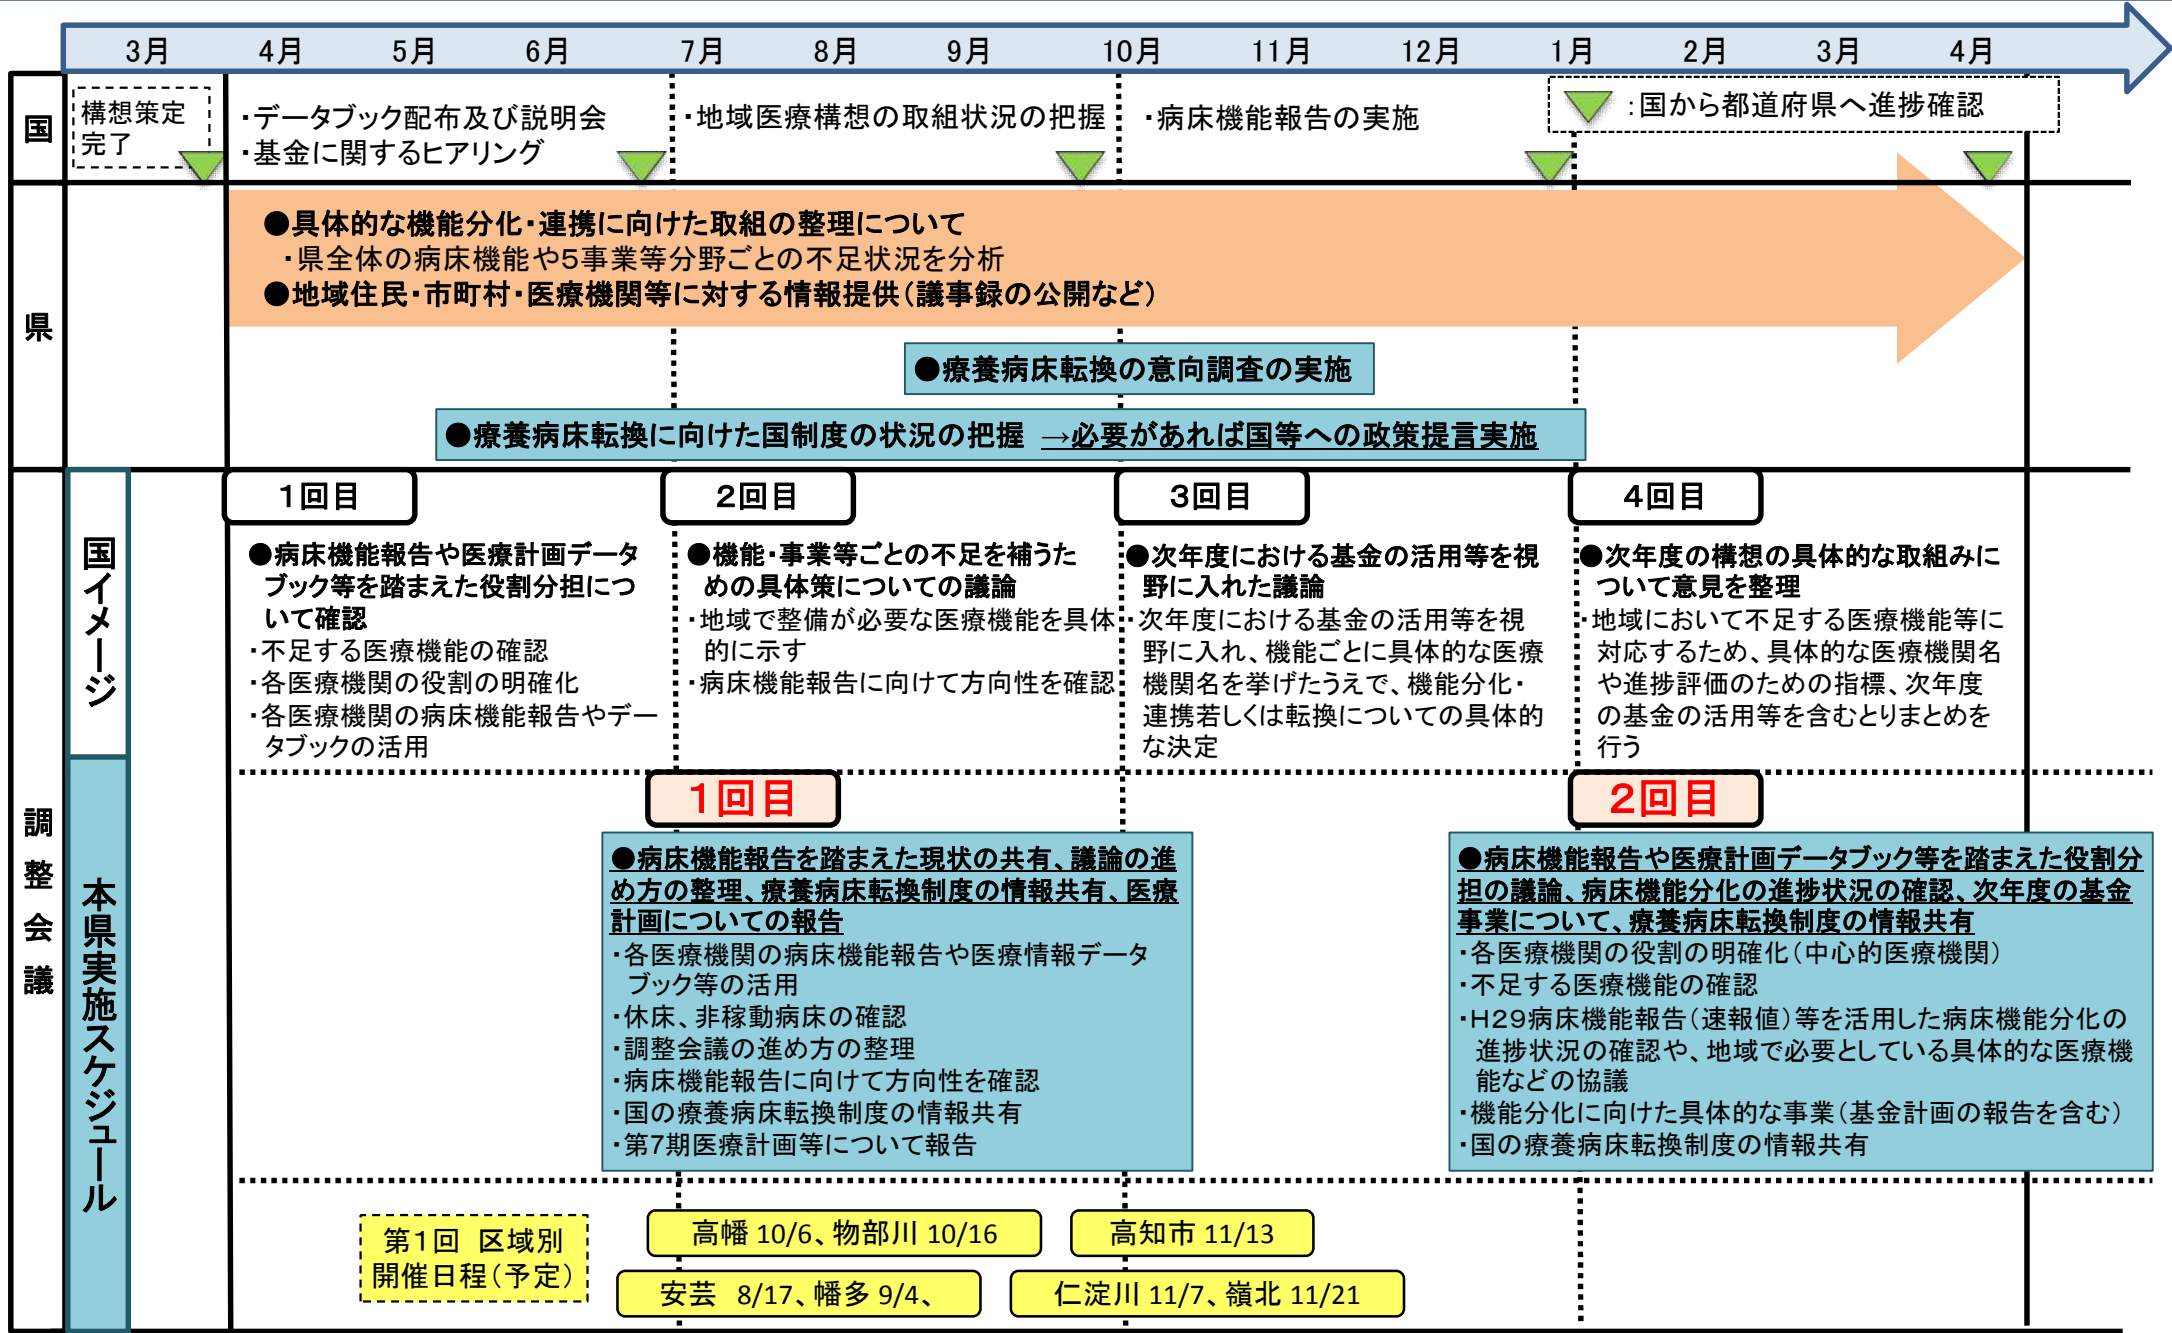 3月 4月 5月 6月 7月 8月 9月 10月 11月 12月 1月 2月 3月 4月
国
構想策定
完了
・データブック配布及び説明会
・基金に関するヒアリング
・地域医療構想の取組状況の把握
・病床機能報告の実施
：国から都道府県へ進捗確認
県
●具体的な機能分化・連携に向けた取組の整理について
・県全体の病床機能や5事業等分野ごとの不足状況を分析
●地域住民・市町村・医療機関等に対する情報提供（議事録の公開など）
●療養病床転換の意向調査の実施
●療養病床転換に向けた国制度の状況の把握 →必要があれば国等への政策提言実施
調整会議
国イメージ
1回目
●病床機能報告や医療計画データ
ブック等を踏まえた役割分担につ
いて確認
・不足する医療機能の確認
・各医療機関の役割の明確化
・各医療機関の病床機能報告やデー
タブックの活用
2回目
●機能・事業等ごとの不足を補うた
めの具体策についての議論
・地域で整備が必要な医療機能を具体
的に示す
・病床機能報告に向けて方向性を確認
3回目
●次年度における基金の活用等を視
野に入れた議論
・次年度における基金の活用等を視
野に入れ、機能ごとに具体的な医療
機関名を挙げたうえで、機能分化・
連携若しくは転換についての具体的
な決定
4回目
●次年度の構想の具体的な取組みに
ついて意見を整理
・地域において不足する医療機能等に
対応するため、具体的な医療機関名
や進捗評価のための指標、次年度
の基金の活用等を含むとりまとめを
行う
本県実施スケジュール
1回目
●病床機能報告を踏まえた現状の共有、議論の進
め方の整理、療養病床転換制度の情報共有、医療
計画についての報告
・各医療機関の病床機能報告や医療情報データ
ブック等の活用
・休床、非稼動病床の確認
・調整会議の進め方の整理
・病床機能報告に向けて方向性を確認
・国の療養病床転換制度の情報共有
・第7期医療計画等について報告
2回目
●病床機能報告や医療計画データブック等を踏まえた役割分
担の議論、病床機能分化の進捗状況の確認、次年度の基金
事業について、療養病床転換制度の情報共有
・各医療機関の役割の明確化（中心的医療機関）
・不足する医療機能の確認
・H29病床機能報告（速報値）等を活用した病床機能分化の
進捗状況の確認や、地域で必要としている具体的な医療機
能などの協議
・機能分化に向けた具体的な事業（基金計画の報告を含む）
・国の療養病床転換制度の情報共有
第1回 区域別
開催日程（予定）
高幡 10/6、物部川 10/16
高知市 11/13
安芸 8/17、幡多 9/4、
仁淀川 11/7、嶺北 11/21